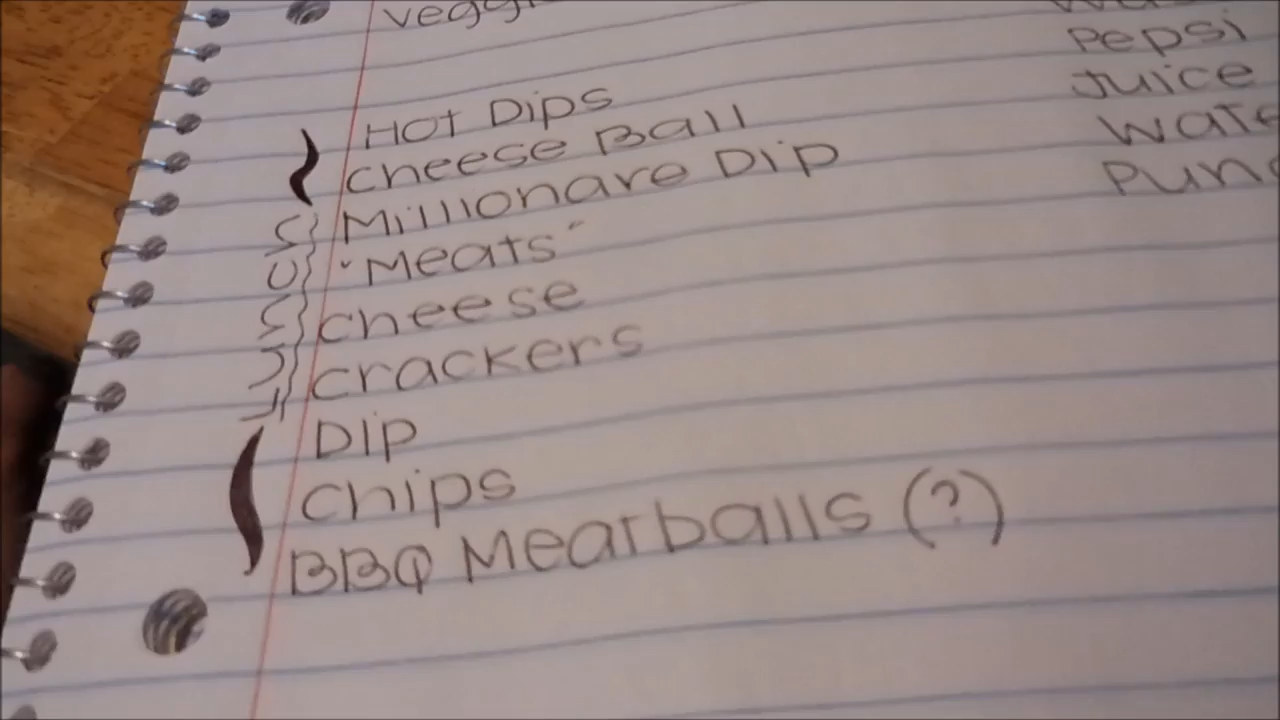 Hot Dips
Cheese Ball
Millionare Dip
"Meats"
Cheese
Crackers
Dip
Chips
BBQ Meatballs (?)
Pepsi
Juice